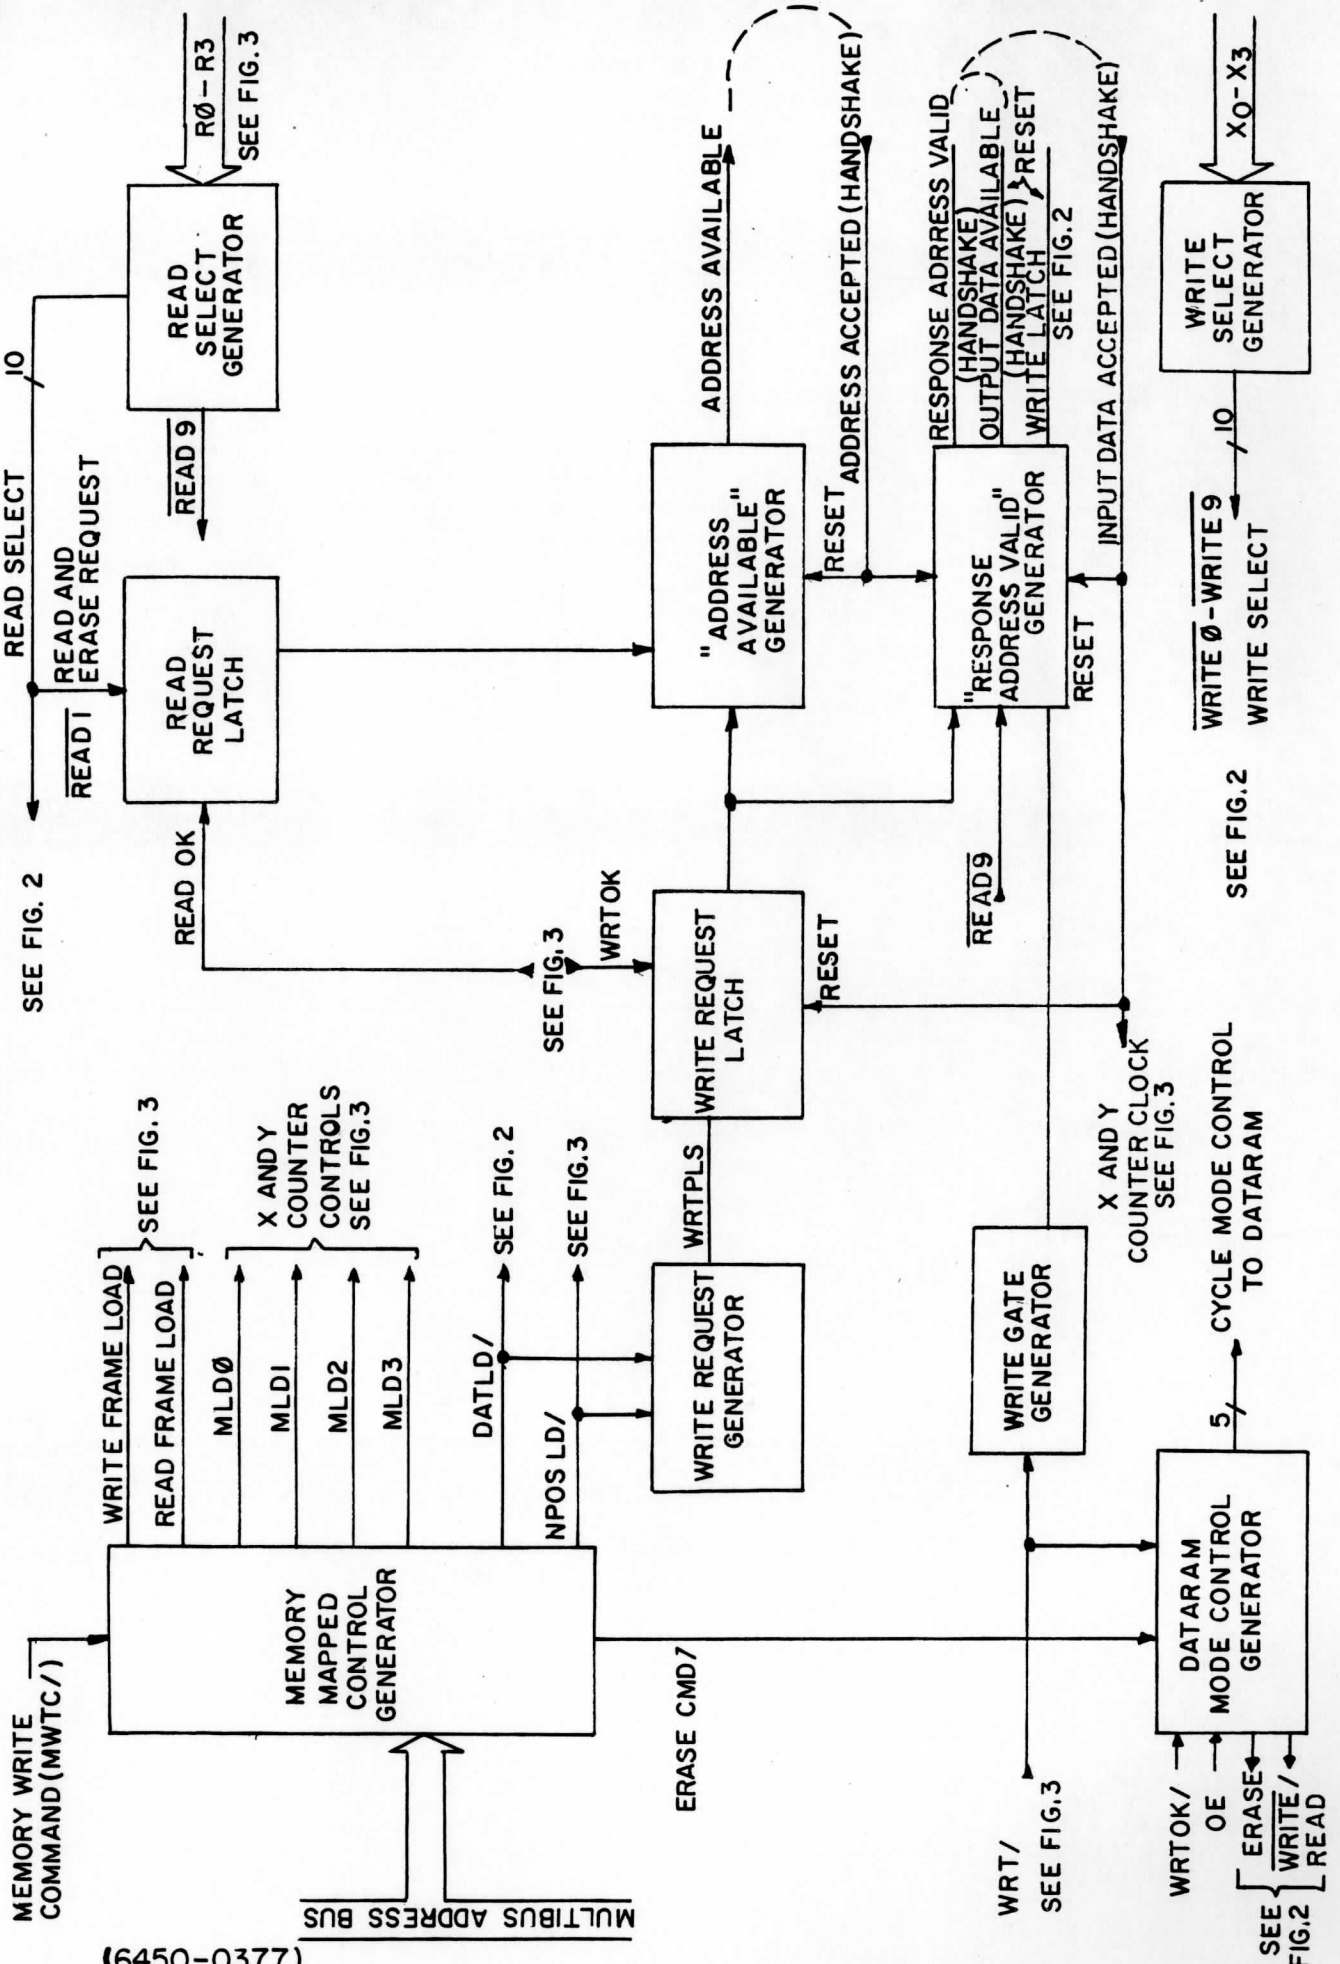 MEMORY WRITE
COMMAND (MWTC/)
MULTIBUS ADDRESS BUS
(6450-0377)
MEMORY
MAPPED
CONTROL
GENERATOR
WRITE FRAME LOAD
READ FRAME LOAD
SEE FIG. 3
MLDØ
MLD1
MLD2
MLD3
X AND Y
COUNTER
CONTROLS
SEE FIG.3
DATLD/
SEE FIG. 2
NPOS LD/
SEE FIG.3
ERASE CMD/
WRITE REQUEST
GENERATOR
WRTPLS
WRITE REQUEST
LATCH
RESET
SEE FIG.3
WRTOK
READ OK
SEE FIG. 2
READ SELECT
10
READ1
READ AND
ERASE REQUEST
READ
REQUEST
LATCH
READ 9
READ
SELECT
GENERATOR
RØ-R3
SEE FIG.3
"ADDRESS
AVAILABLE"
GENERATOR
ADDRESS AVAILABLE
RESET
ADDRESS ACCEPTED (HANDSHAKE)
READ9
"RESPONSE
ADDRESS VALID"
GENERATOR
RESET
RESPONSE ADRRESS VALID
(HANDSHAKE)
OUTPUT DATA AVAILABLE
(HANDSHAKE)
RESET
WRITE LATCH
SEE FIG.2
INPUT DATA ACCEPTED (HANDSHAKE)
WRT/
SEE FIG.3
WRITE GATE
GENERATOR
X AND Y
COUNTER CLOCK
SEE FIG.3
WRTOK/
OE
ERASE
WRITE/
READ
SEE
FIG.2
DATARAM
MODE CONTROL
GENERATOR
5
CYCLE MODE CONTROL
TO DATARAM
SEE FIG.2
WRITE Ø-WRITE 9
WRITE SELECT
10
WRITE
SELECT
GENERATOR
X0-X3